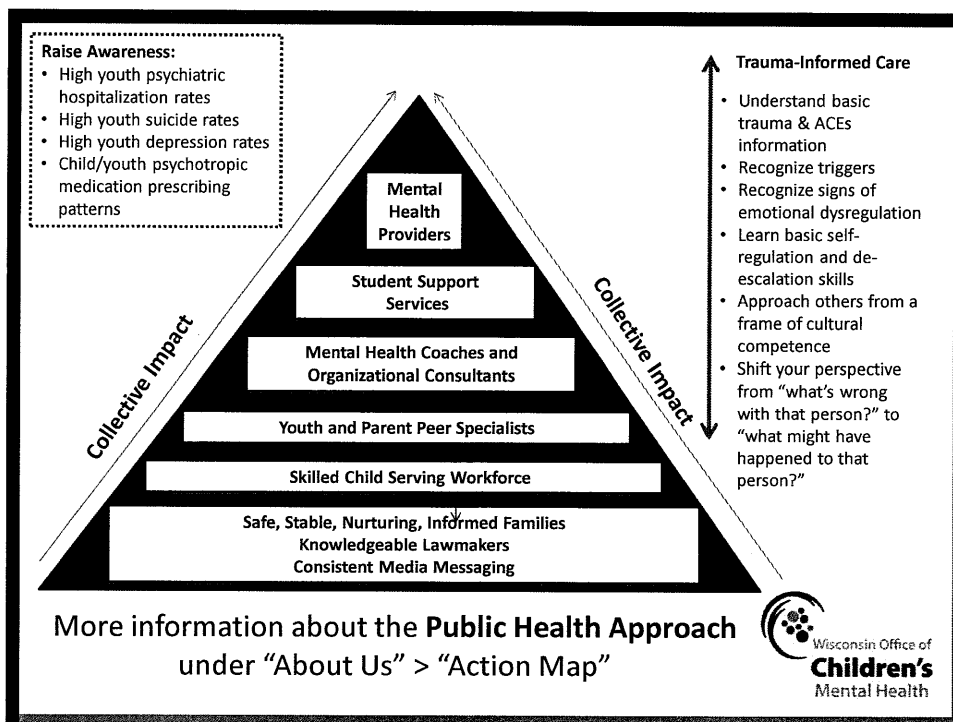 Raise Awareness:
• High youth psychiatric
hospitalization rates
• High youth suicide rates
• High youth depression rates
• Child/youth psychotropic
medication prescribing
patterns
Collective Impact
Mental
Health
Providers
Student Support
Services
Mental Health Coaches and
Organizational Consultants
Youth and Parent Peer Specialists
Skilled Child Serving Workforce
Safe, Stable, Nurturing, Informed Families
Knowledgeable Lawmakers
Consistent Media Messaging
Collective Impact
Trauma-Informed Care
• Understand basic
trauma & ACEs
information
• Recognize triggers
• Recognize signs of
emotional dysregulation
• Learn basic self-
regulation and de-
escalation skills
• Approach others from a
frame of cultural
competence
• Shift your perspective
from “what’s wrong
with that person?” to
“what might have
happened to that
person?”
More information about the Public Health Approach
under “About Us” > “Action Map”
Wisconsin Office of
Children’s
Mental Health